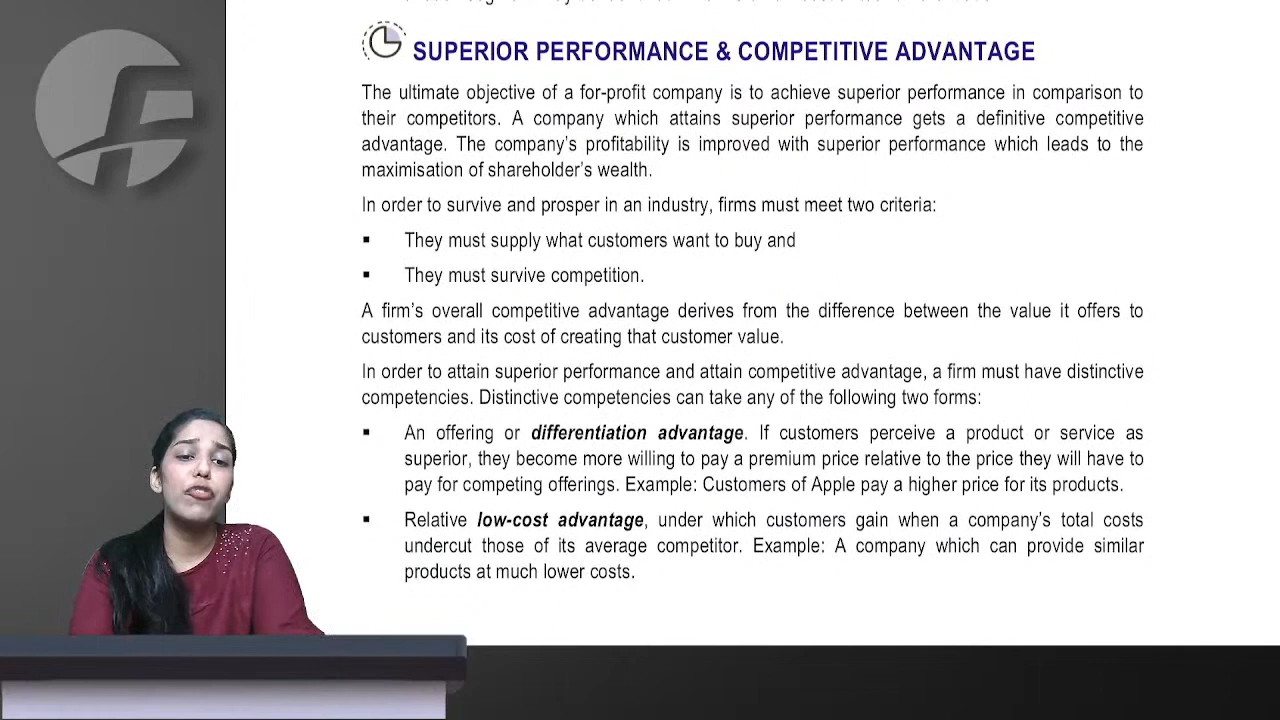 SUPERIOR PERFORMANCE & COMPETITIVE ADVANTAGE
The ultimate objective of a for-profit company is to achieve superior performance in comparison to
their competitors. A company which attains superior performance gets a definitive competitive
advantage. The company's profitability is improved with superior performance which leads to the
maximisation of shareholder's wealth.
In order to survive and prosper in an industry, firms must meet two criteria:
▪ They must supply what customers want to buy and
▪ They must survive competition.
A firm's overall competitive advantage derives from the difference between the value it offers to
customers and its cost of creating that customer value.
In order to attain superior performance and attain competitive advantage, a firm must have distinctive
competencies. Distinctive competencies can take any of the following two forms:
▪ An offering or differentiation advantage. If customers perceive a product or service as
superior, they become more willing to pay a premium price relative to the price they will have to
pay for competing offerings. Example: Customers of Apple pay a higher price for its products.
▪ Relative low-cost advantage, under which customers gain when a company's total costs
undercut those of its average competitor. Example: A company which can provide similar
products at much lower costs.